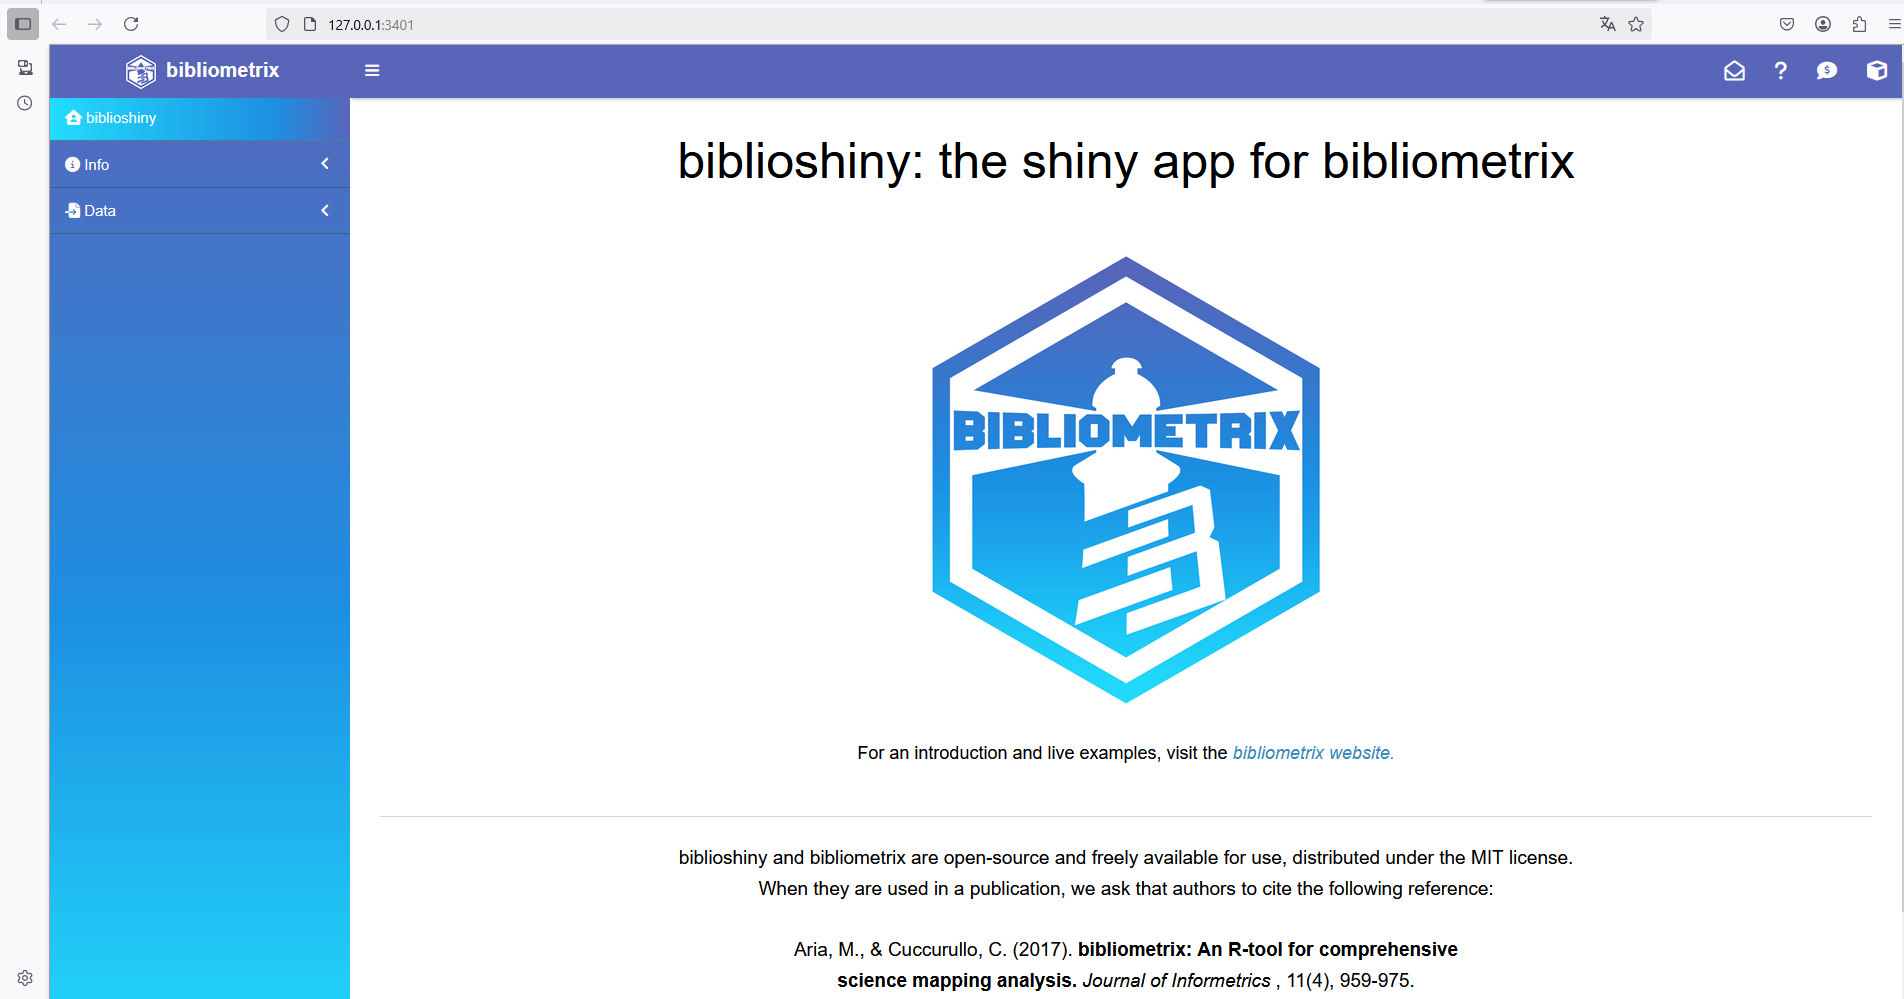 127.0.0.1:3401
bibliometrix
biblioshiny
Info
Data
biblioshiny: the shiny app for bibliometrix
BIBLIOMETRIX
For an introduction and live examples, visit the bibliometrix website.
biblioshiny and bibliometrix are open-source and freely available for use, distributed under the MIT license.
When they are used in a publication, we ask that authors to cite the following reference:
Aria, M., & Cuccurullo, C. (2017). bibliometrix: An R-tool for comprehensive
science mapping analysis. Journal of Informetrics , 11(4), 959-975.